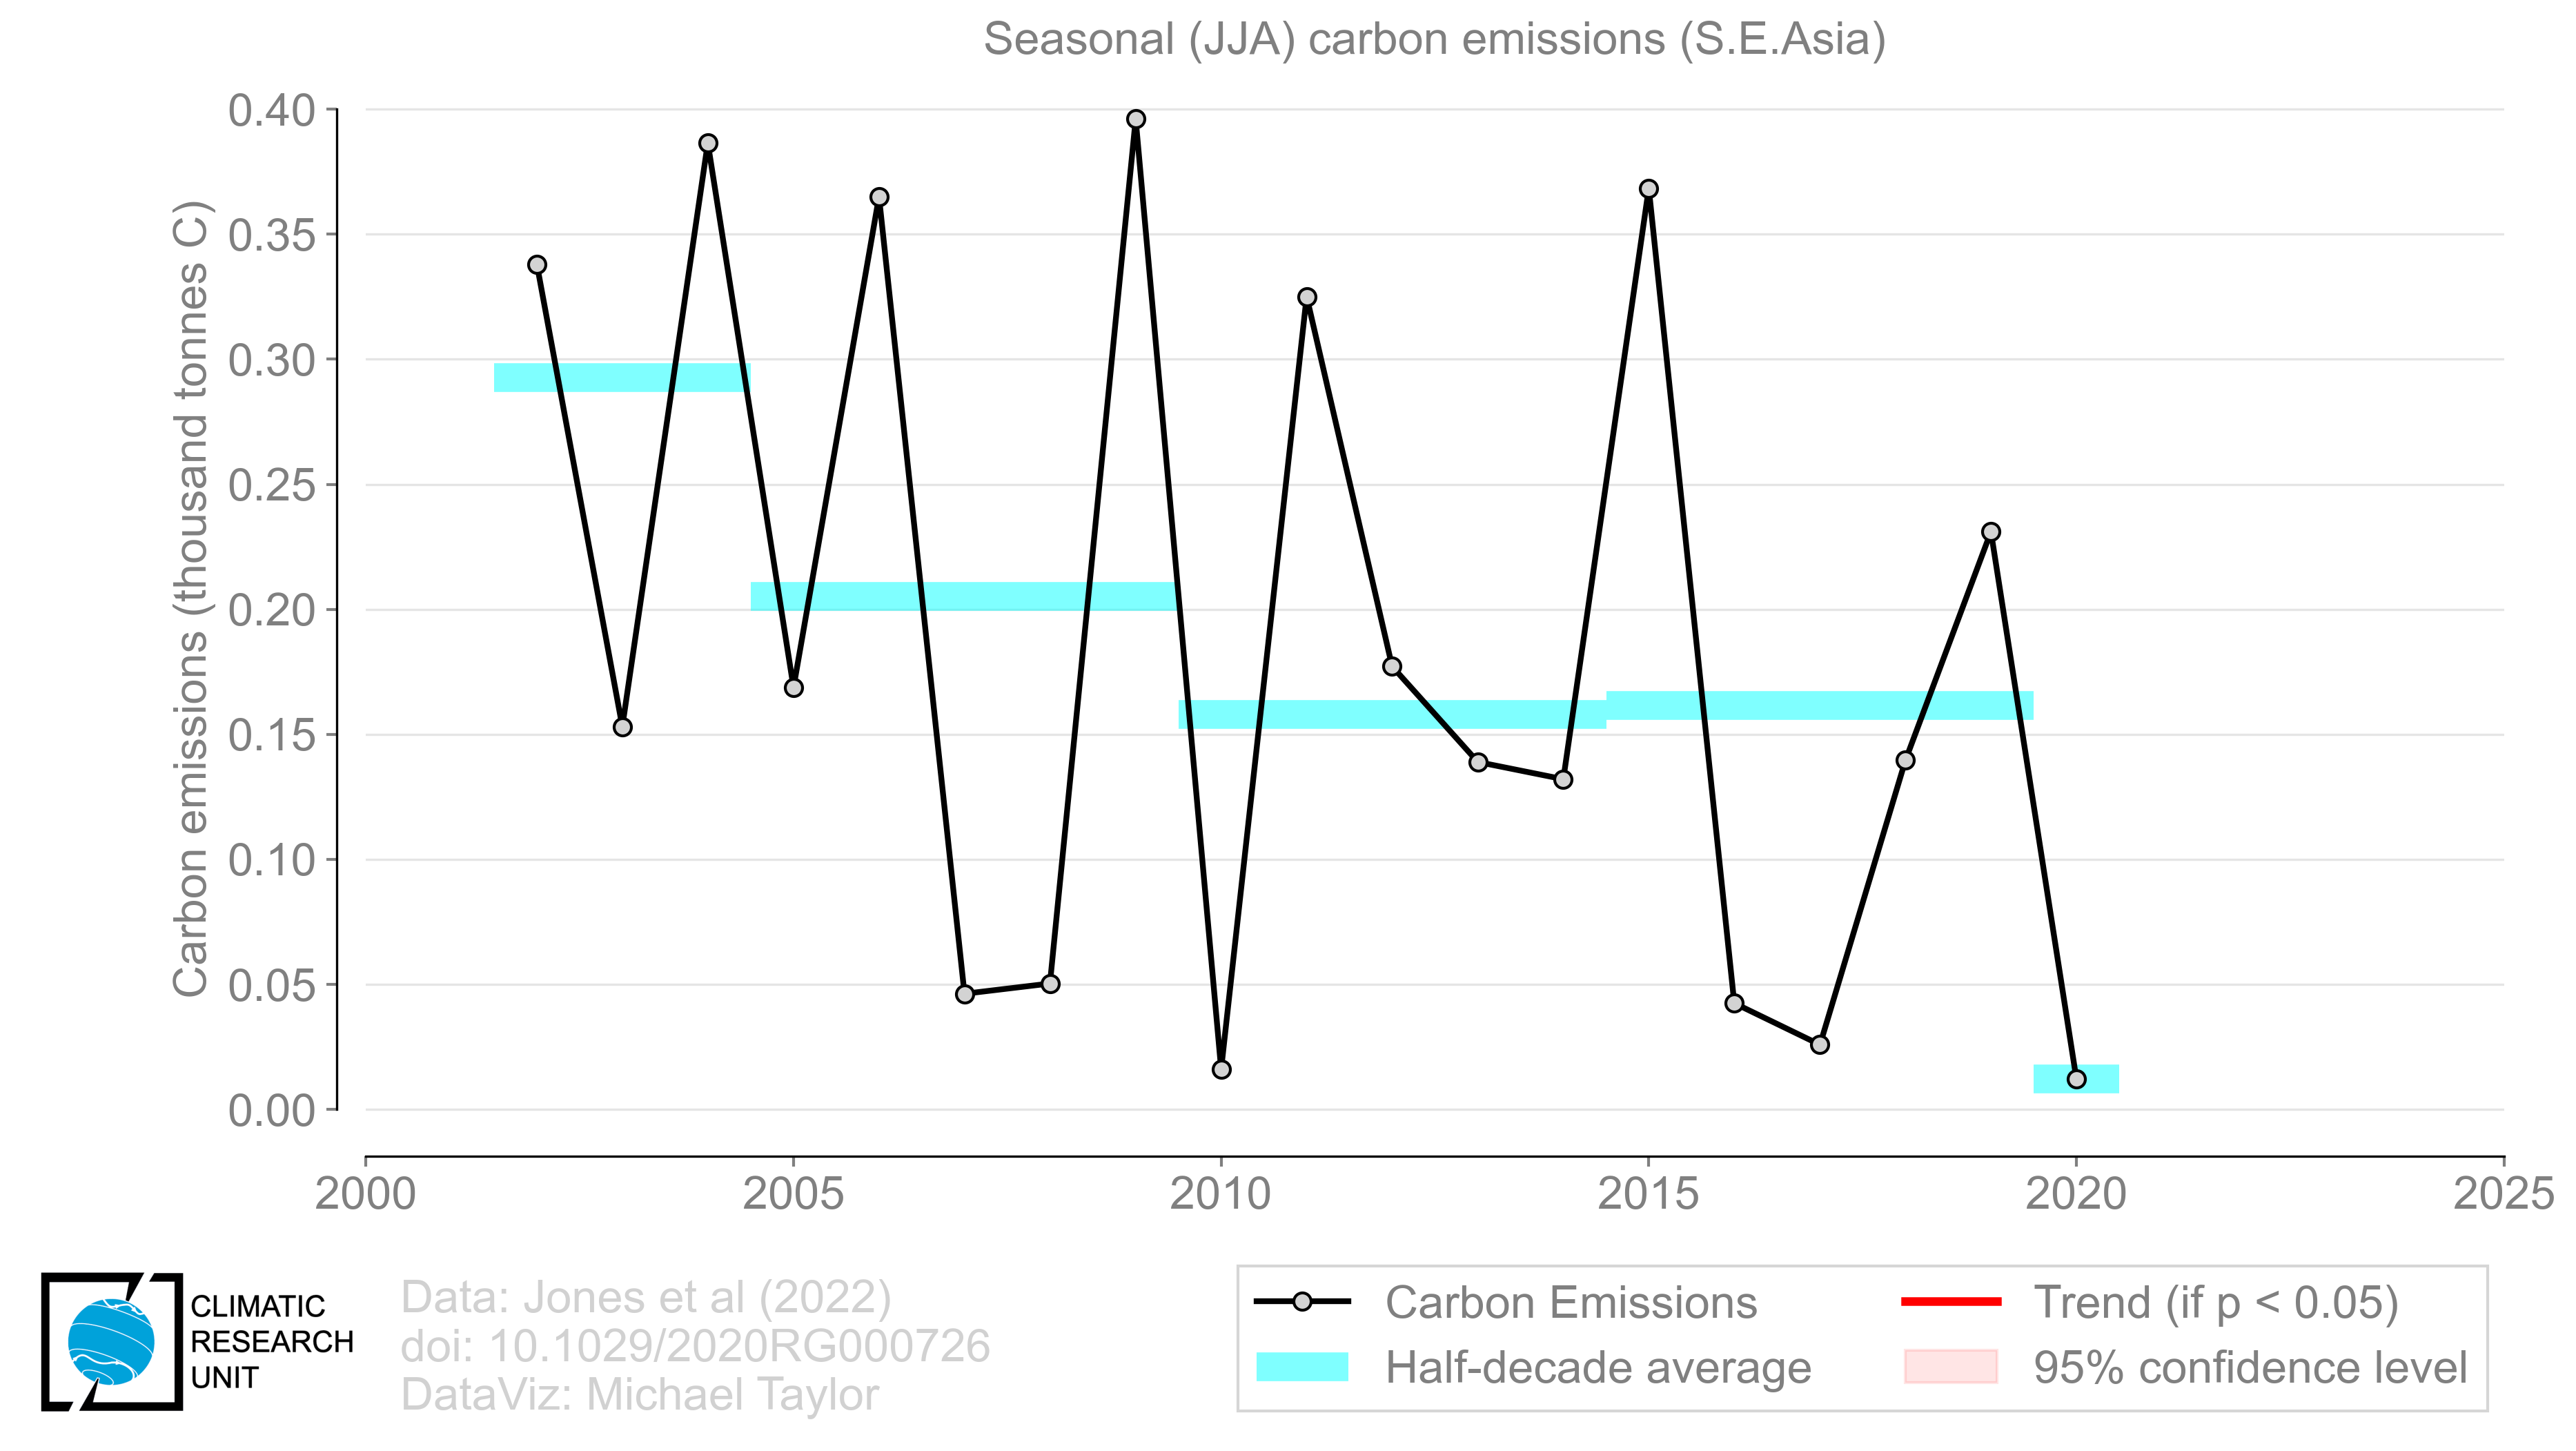 Seasonal (JJA) carbon emissions (S.E.Asia)
Carbon emissions (thousand tonnes C)
0.40
0.35
0.30
0.25
0.20
0.15
0.10
0.05
0.00
2000 2005 2010 2015 2020 2025
CLIMATIC
RESEARCH
UNIT
Data: Jones et al (2022)
doi: 10.1029/2020RG000726
DataViz: Michael Taylor
Carbon Emissions
Half-decade average
Trend (if p < 0.05)
95% confidence level